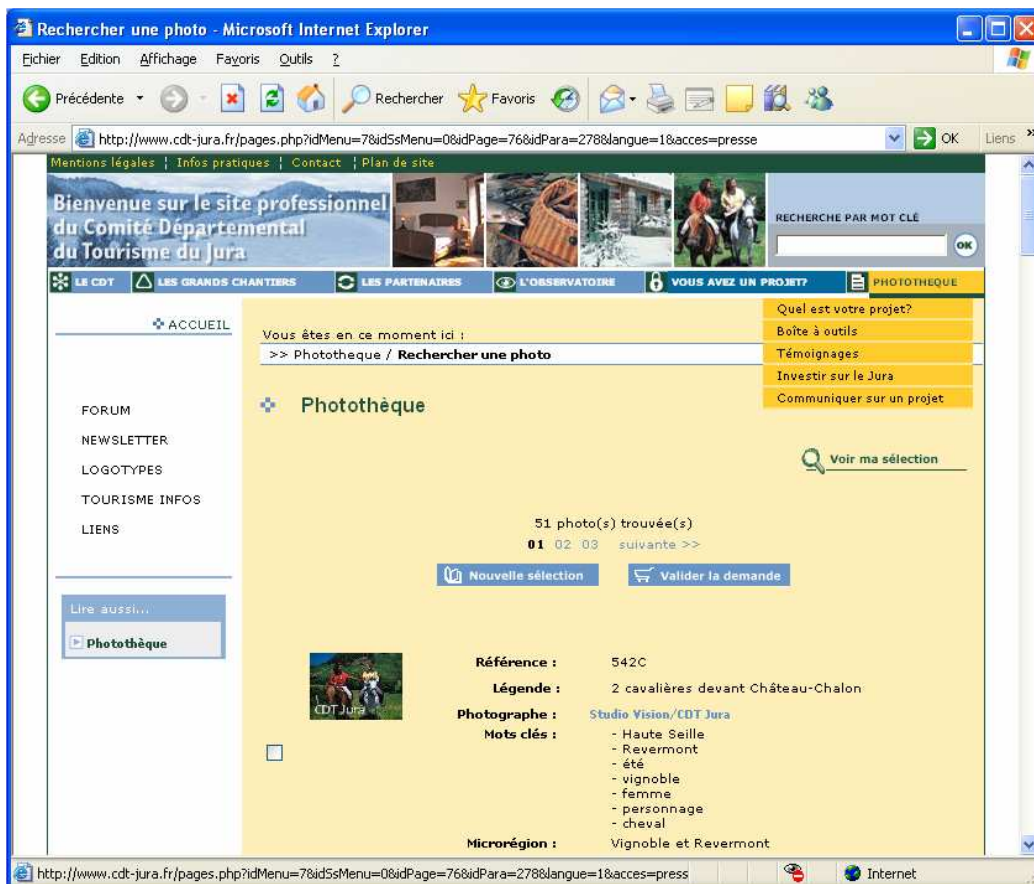 Rechercher une photo - Microsoft Internet Explorer
Fichier Edition Affichage Favoris Outils ?
Précédente Rechercher Favoris
Adresse http://www.cdt-jura.fr/pages.php?idMenu=7&idSsMenu=0&idPage=76&idPara=278&langue=1&acces=presse OK Liens »
Mentions légales ¦ Infos pratiques ¦ Contact ¦ Plan de site
Bienvenue sur le site professionnel
du Comité Départemental
du Tourisme du Jura
RECHERCHE PAR MOT CLÉ
OK
LE CDT LES GRANDS CHANTIERS LES PARTENAIRES L'OBSERVATOIRE VOUS AVEZ UN PROJET? PHOTOTHEQUE
Quel est votre projet?
Boîte à outils
Témoignages
Investir sur le Jura
Communiquer sur un projet
ACCUEIL
FORUM
NEWSLETTER
LOGOTYPES
TOURISME INFOS
LIENS
Lire aussi...
Photothèque
Vous êtes en ce moment ici :
>> Phototheque / Rechercher une photo
Photothèque
Voir ma sélection
51 photo(s) trouvée(s)
01 02 03 suivante >>
Nouvelle sélection Valider la demande
CDT Jura
Référence : 542C
Légende : 2 cavalières devant Château-Chalon
Photographe : Studio Vision/CDT Jura
Mots clés : - Haute Seille
- Revermont
- été
- vignoble
- femme
- personnage
- cheval
Microrégion : Vignoble et Revermont
http://www.cdt-jura.fr/pages.php?idMenu=7&idSsMenu=0&idPage=76&idPara=278&langue=1&acces=press Internet